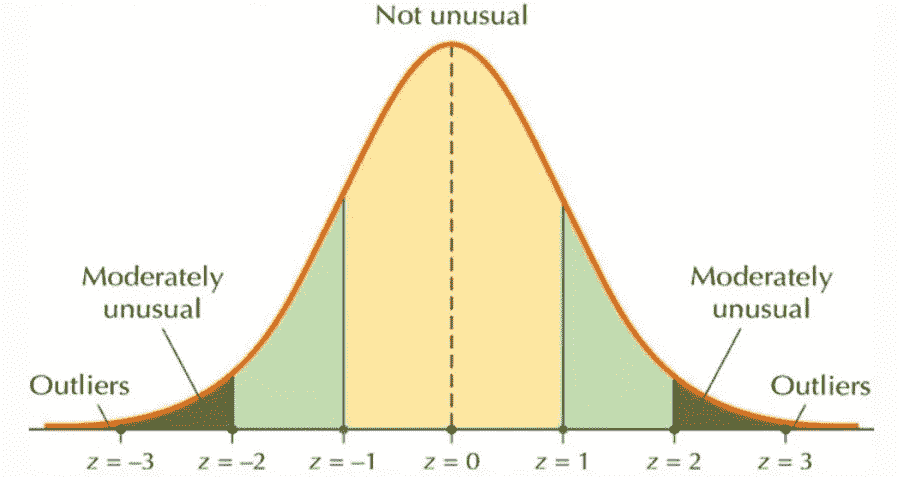 Not unusual
Moderately
unusual
Moderately
unusual
Outliers
Outliers
z = –3
z = –2
z = –1
z = 0
z = 1
z = 2
z = 3